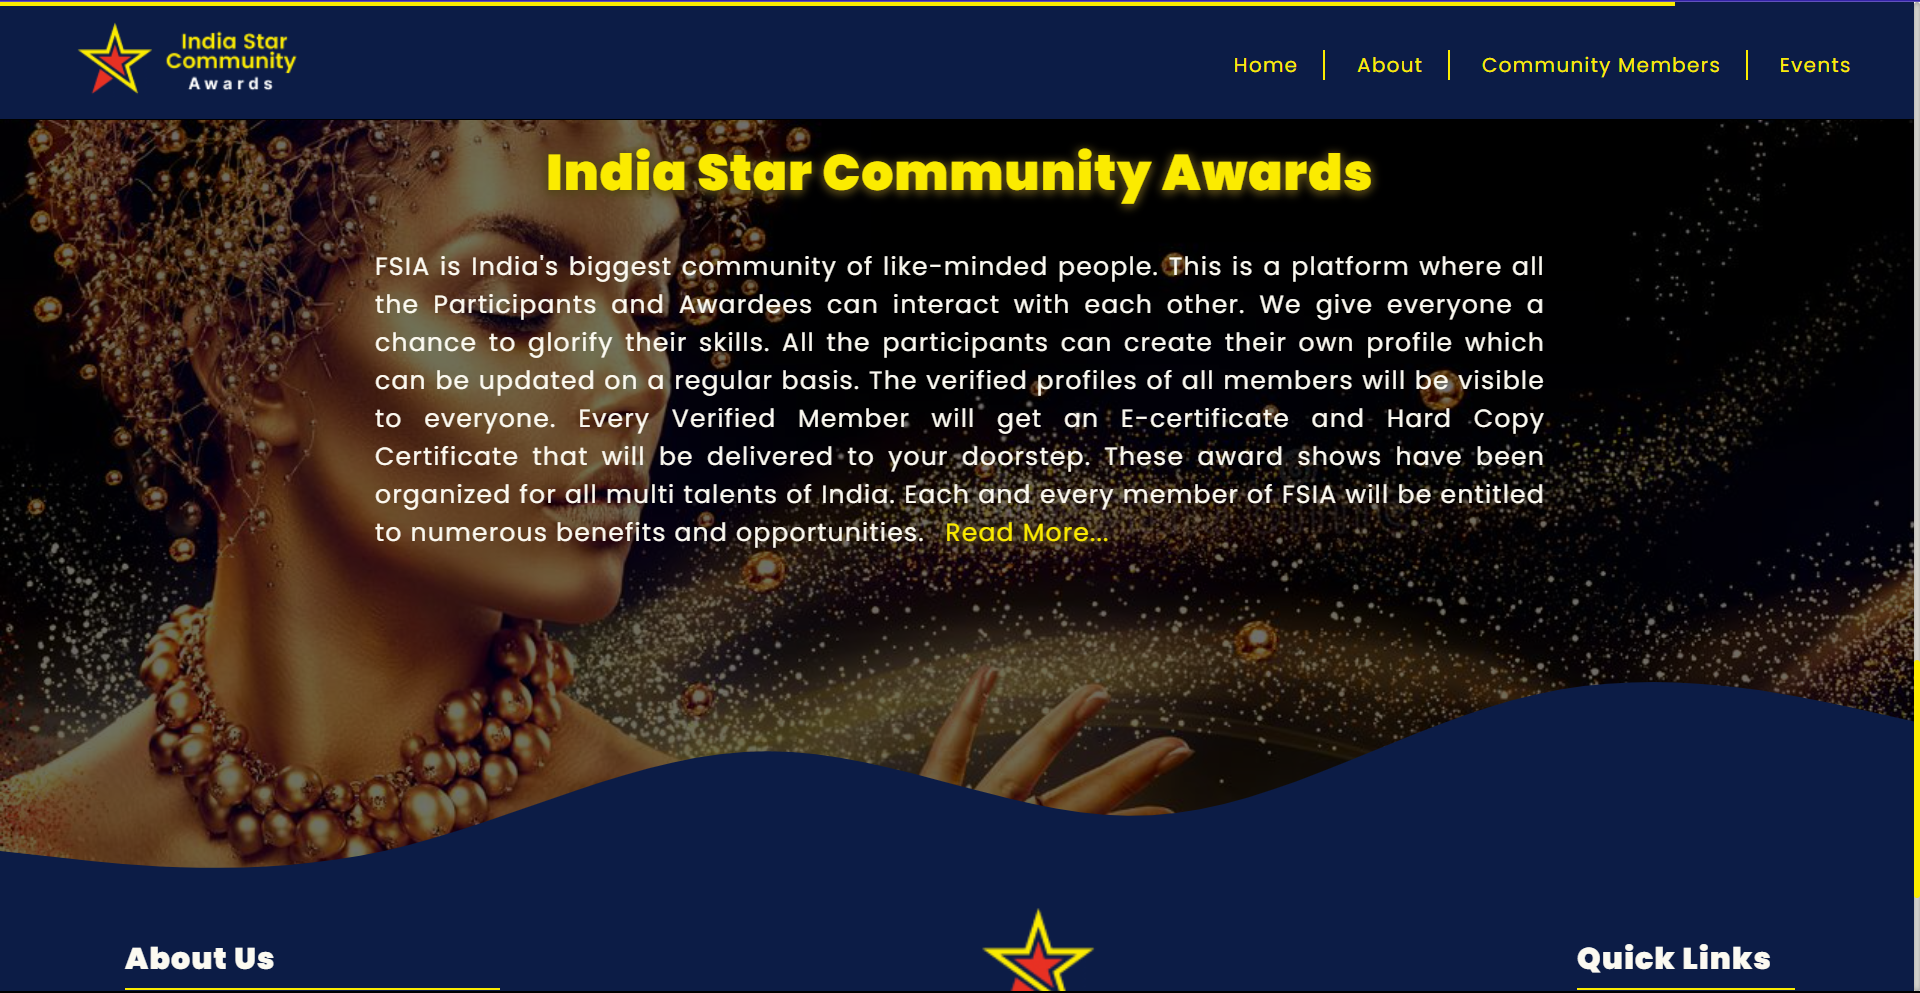 India Star
Community
Awards
Home
About
Community Members
Events
India Star Community Awards
FSIA is India's biggest community of like-minded people. This is a platform where all
the Participants and Awardees can interact with each other. We give everyone a
chance to glorify their skills. All the participants can create their own profile which
can be updated on a regular basis. The verified profiles of all members will be visible
to everyone. Every Verified Member will get an E-certificate and Hard Copy
Certificate that will be delivered to your doorstep. These award shows have been
organized for all multi talents of India. Each and every member of FSIA will be entitled
to numerous benefits and opportunities. Read More...
About Us
Quick Links